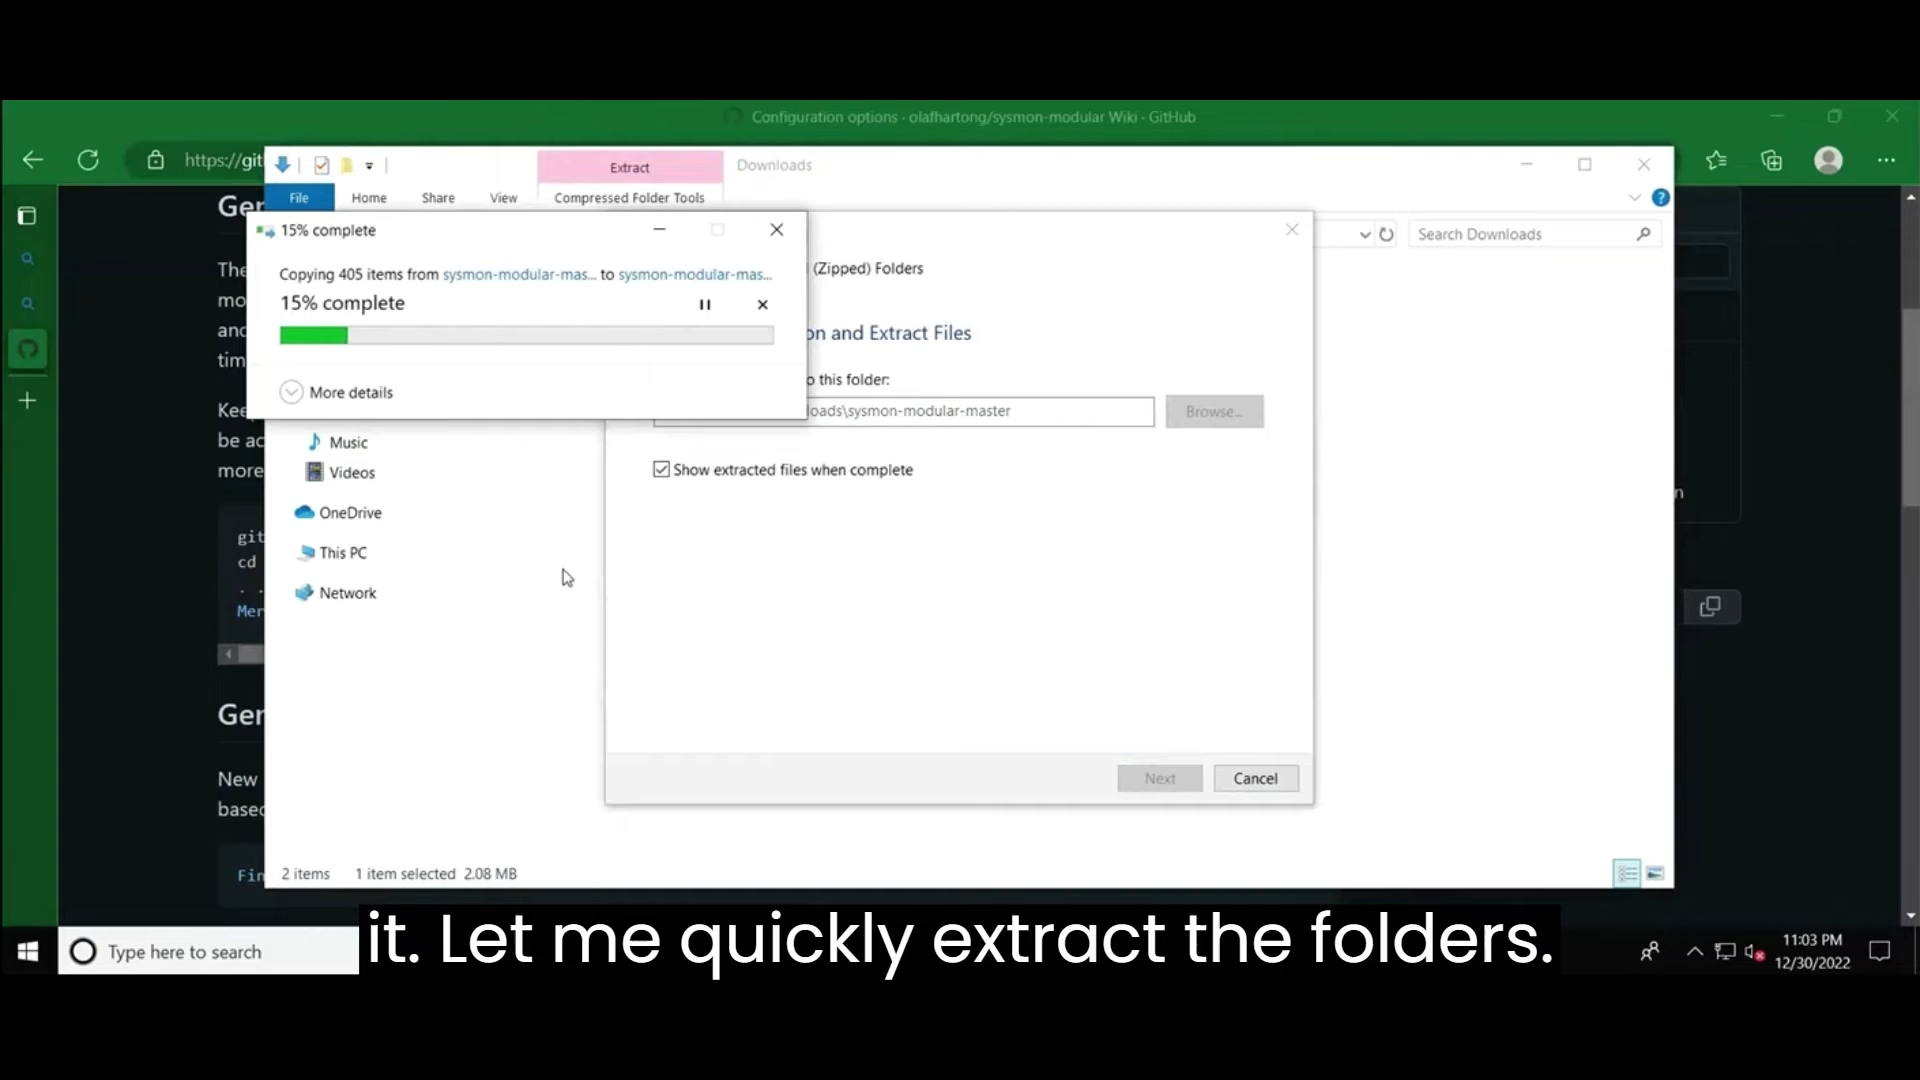 Configuration options · olafhartong/sysmon-modular Wiki - GitHub
https://git
Extract
Downloads
File
Home
Share
View
Compressed Folder Tools
Ger
15% complete
Search Downloads
The
Copying 405 items from sysmon-modular-mas... to sysmon-modular-mas...
(Zipped) Folders
mo
15% complete
and
on and Extract Files
tim
More details
o this folder:
Kee
loads\sysmon-modular-master
Browse...
be ac
Music
more
Videos
Show extracted files when complete
n
OneDrive
git
This PC
cd
. .
Network
Mer
Ger
New
Next
Cancel
based
2 items
1 item selected 2.08 MB
Fin
it. Let me quickly extract the folders.
Type here to search
11:03 PM
12/30/2022